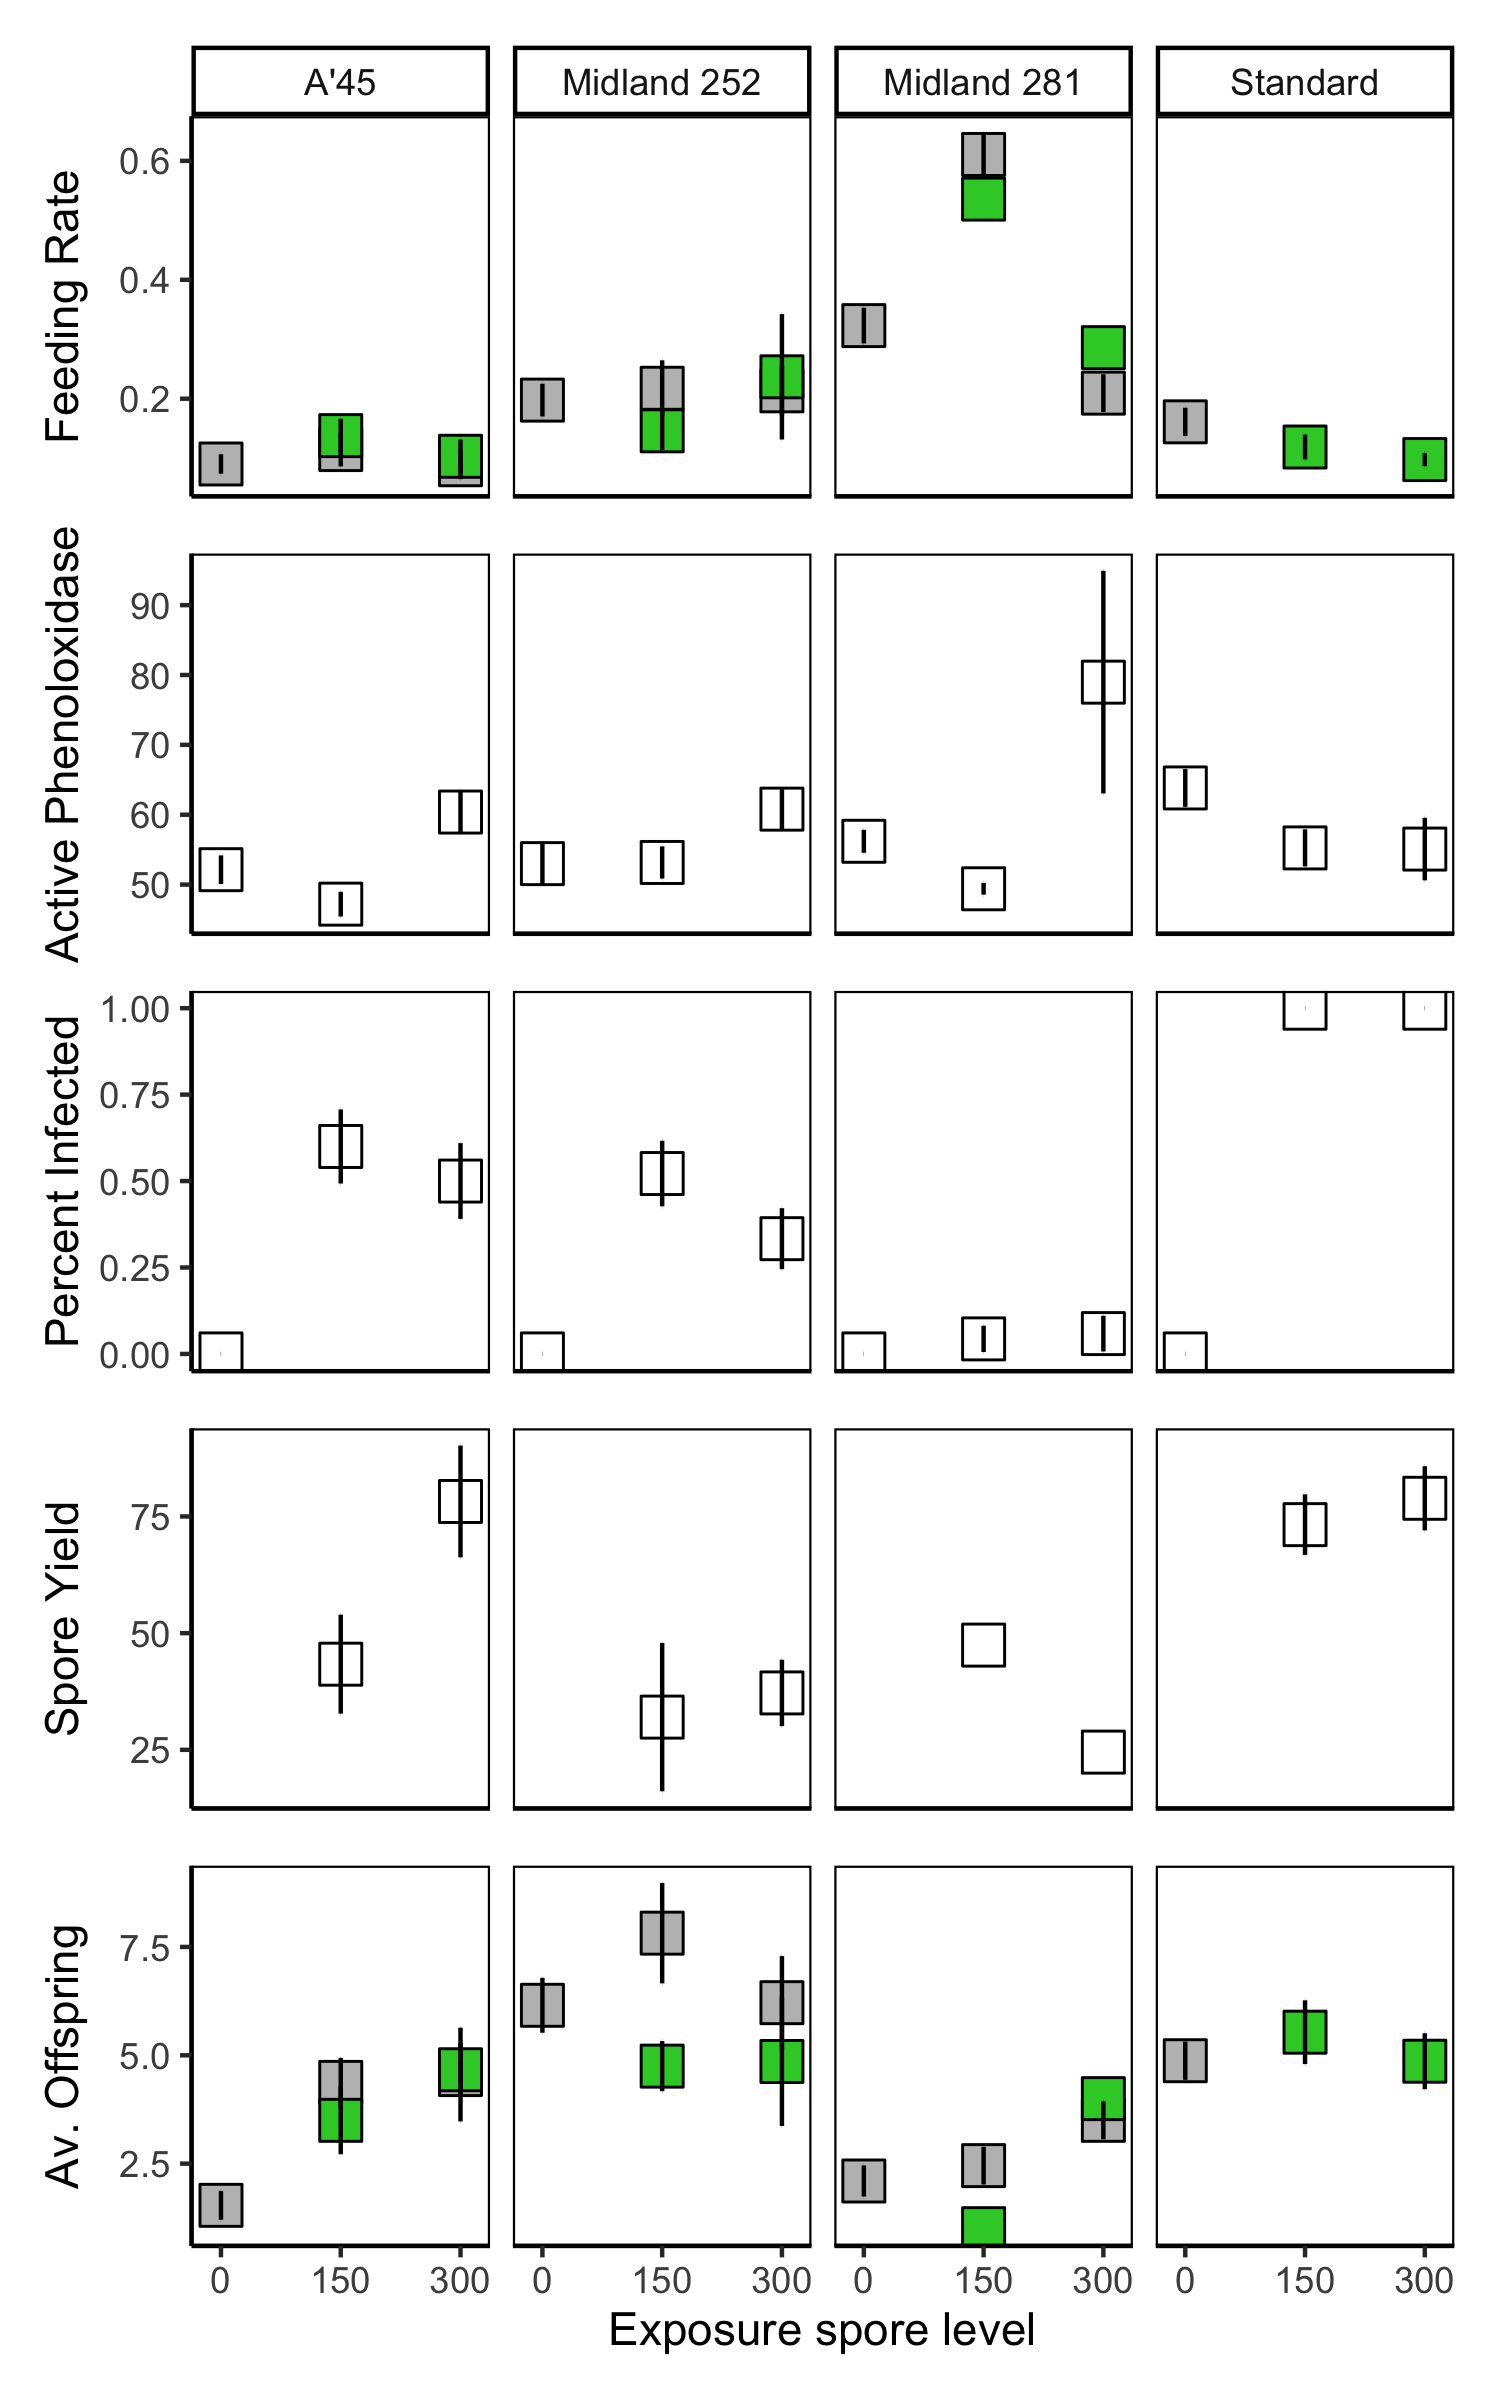 A'45 Midland 252 Midland 281 Standard
Feeding Rate
0.6
0.4
0.2
Active Phenoloxidase
90
80
70
60
50
Percent Infected
1.00
0.75
0.50
0.25
0.00
Spore Yield
75
50
25
Av. Offspring
7.5
5.0
2.5
0 150 300 0 150 300 0 150 300 0 150 300
Exposure spore level